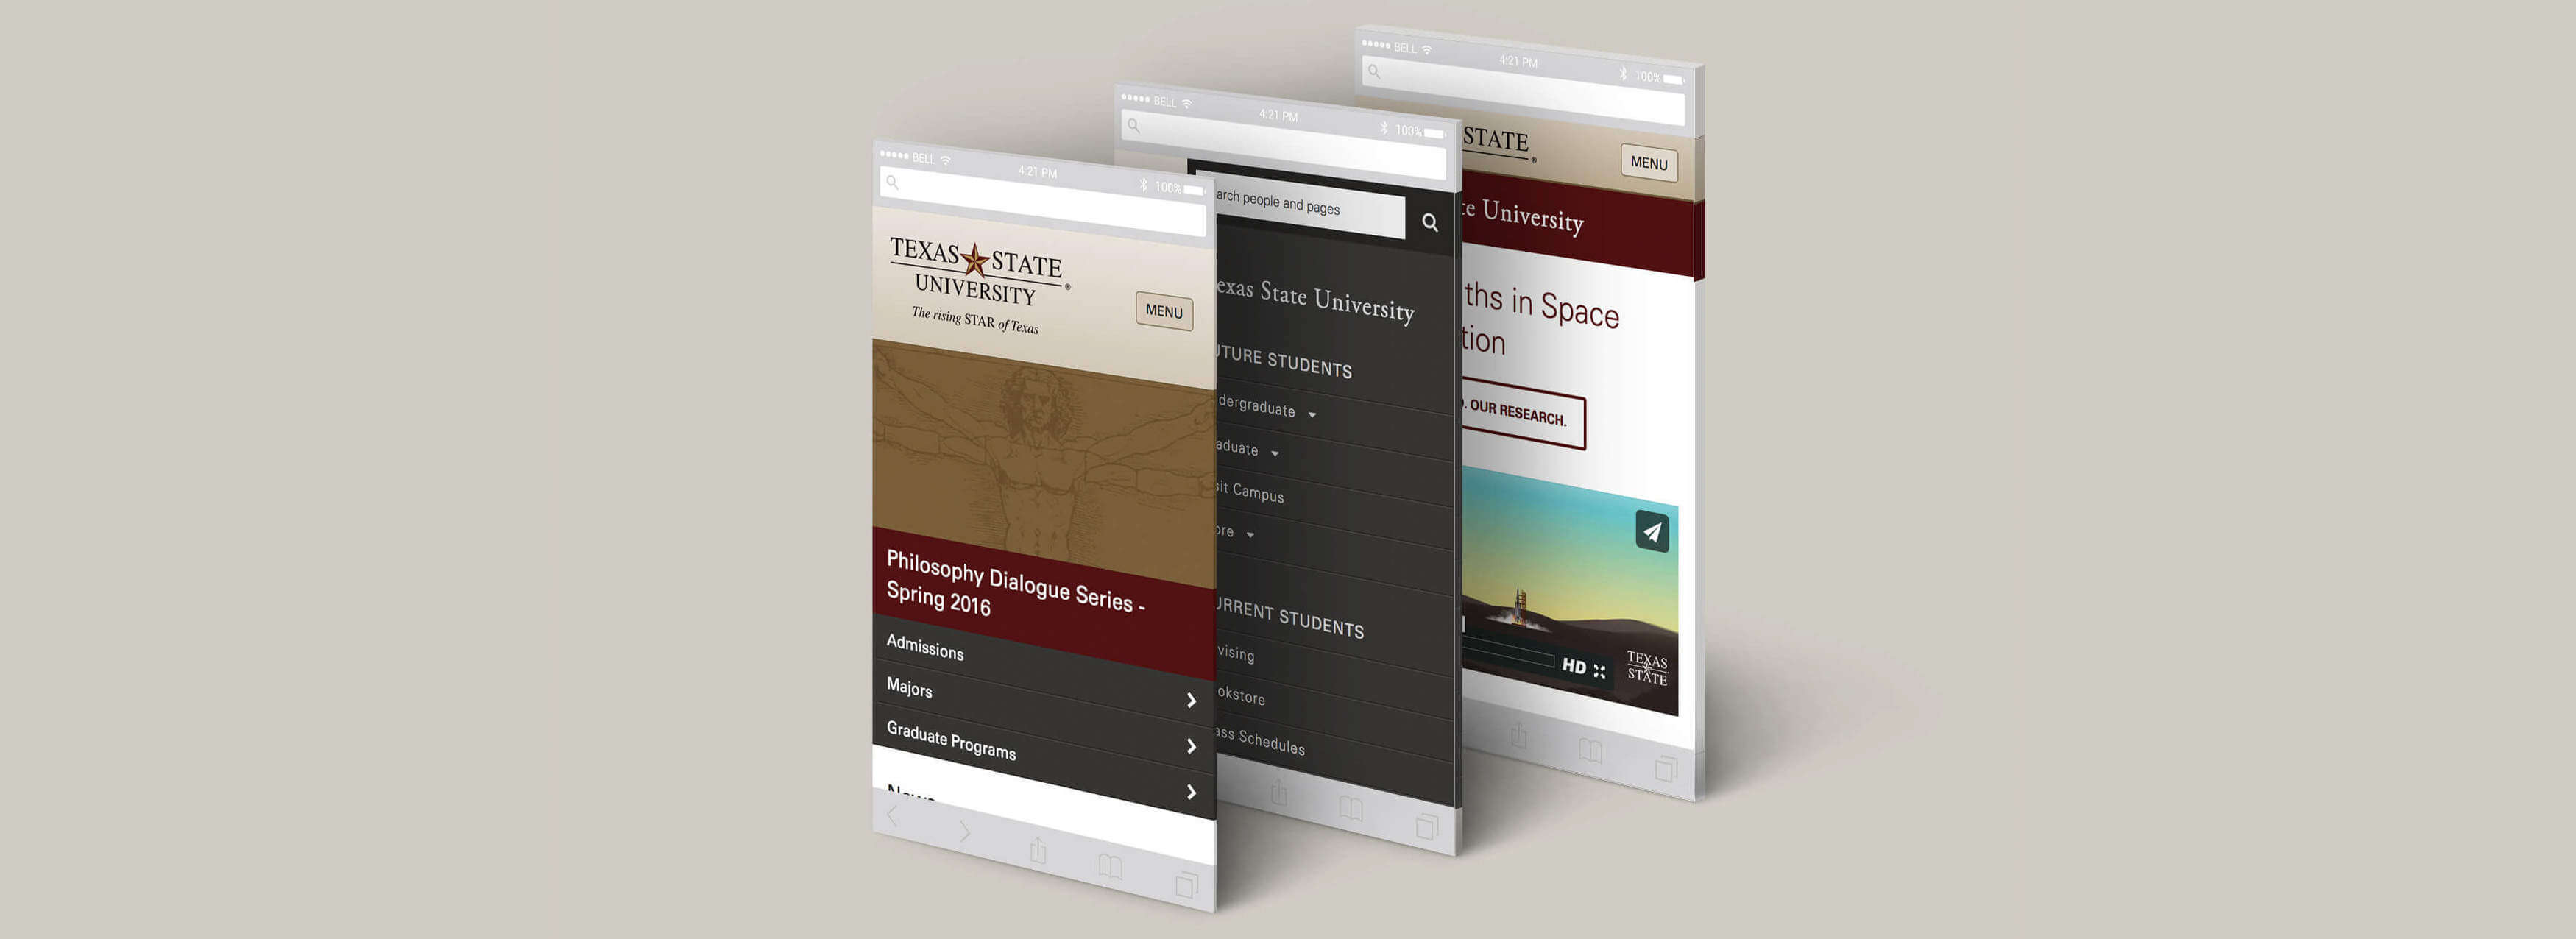 BELL
4:21 PM
100%
TEXAS STATE
UNIVERSITY
®
The rising STAR of Texas
MENU
Philosophy Dialogue Series -
Spring 2016
Admissions
Majors
Graduate Programs
News
BELL
4:21 PM
100%
arch people and pages
exas State University
UTURE STUDENTS
dergraduate
aduate
sit Campus
ore
URRENT STUDENTS
vising
okstore
ass Schedules
BELL
4:21 PM
100%
STATE
®
MENU
te University
ths in Space
tion
. OUR RESEARCH.
HD
TEXAS
STATE